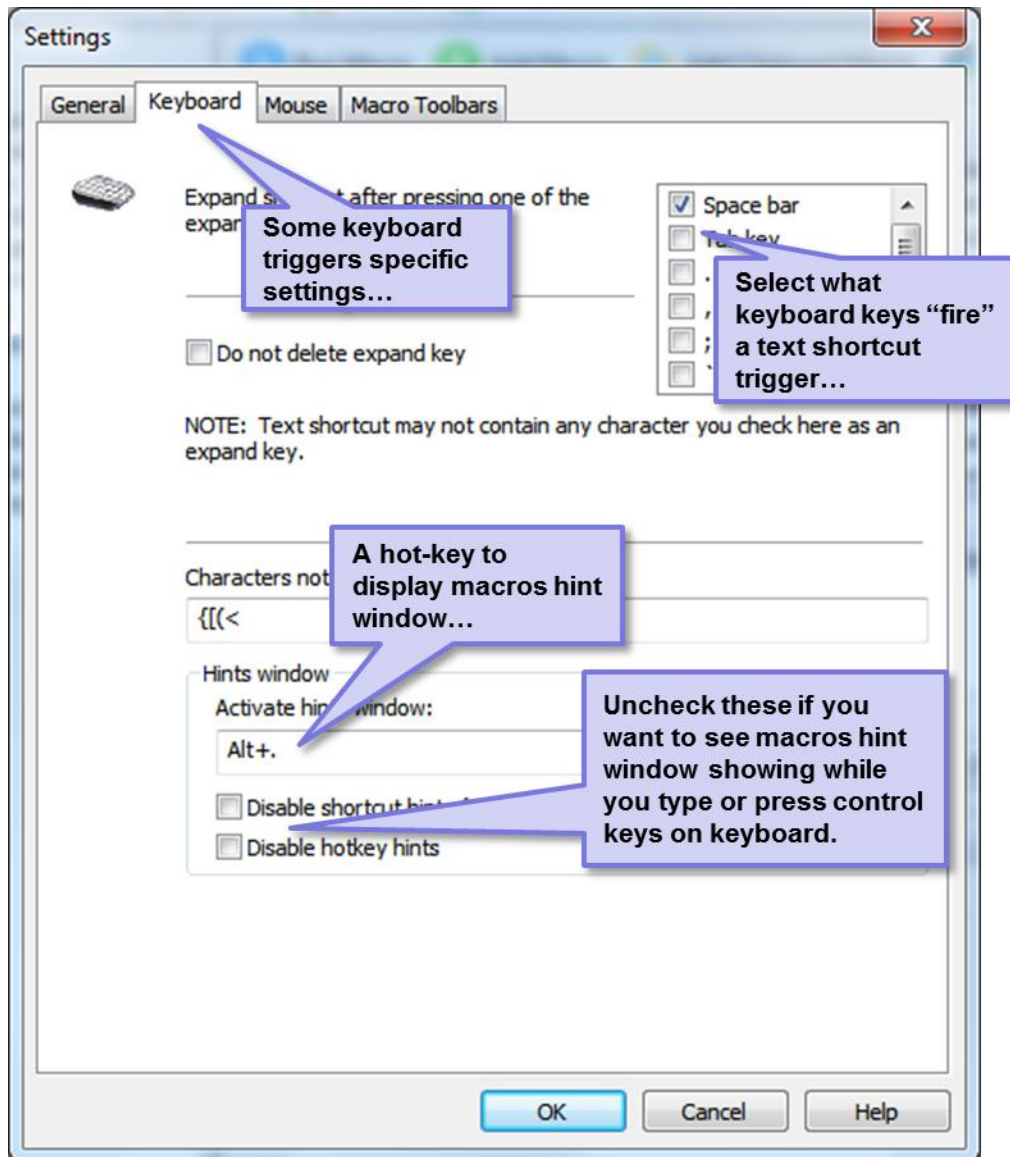 Settings
General Keyboard Mouse Macro Toolbars
Expand after pressing one of the
Some keyboard
triggers specific
settings…
Space bar
Tab key
.
,
;
`
Select what
keyboard keys “fire”
a text shortcut
trigger…
Do not delete expand key
NOTE: Text shortcut may not contain any character you check here as an
expand key.
A hot-key to
display macros hint
window…
Characters not
{[(<
Hints window
Activate window:
Alt+.
Uncheck these if you
want to see macros hint
window showing while
you type or press control
keys on keyboard.
Disable shortcut
Disable hotkey hints
OK Cancel Help